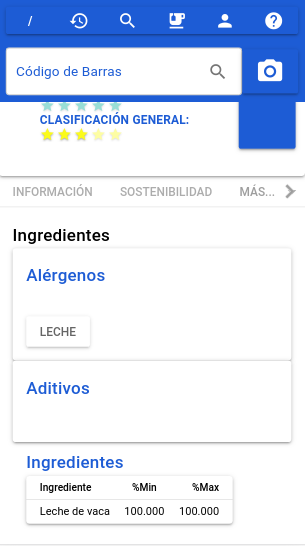 /
Código de Barras
CLASIFICACIÓN GENERAL:
INFORMACIÓN SOSTENIBILIDAD MÁS...
Ingredientes
Alérgenos
LECHE
Aditivos
Ingredientes
Ingrediente %Min %Max
Leche de vaca 100.000 100.000